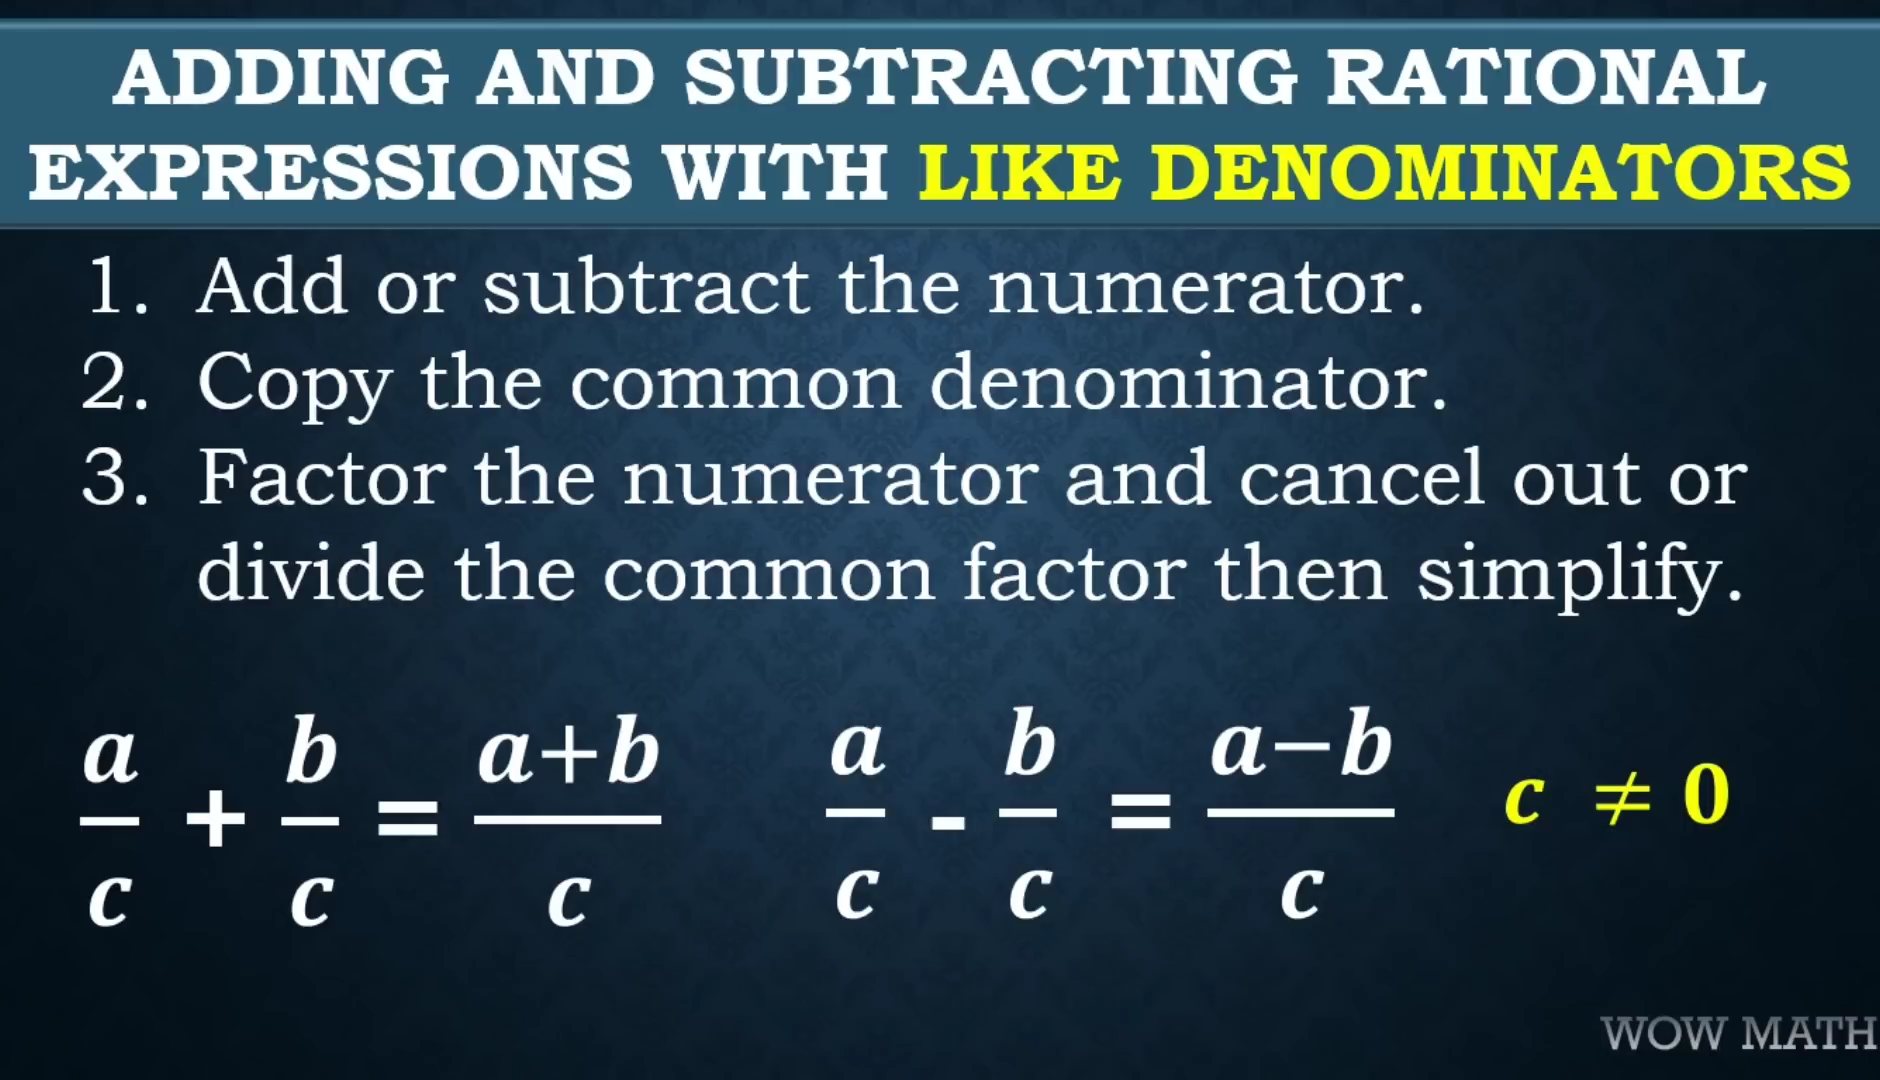 ADDING AND SUBTRACTING RATIONAL
EXPRESSIONS WITH LIKE DENOMINATORS
1. Add or subtract the numerator.
2. Copy the common denominator.
3. Factor the numerator and cancel out or
divide the common factor then simplify.
a/c + b/c = a+b/c   a/c - b/c = a−b/c   c ≠ 0
WOW MATH